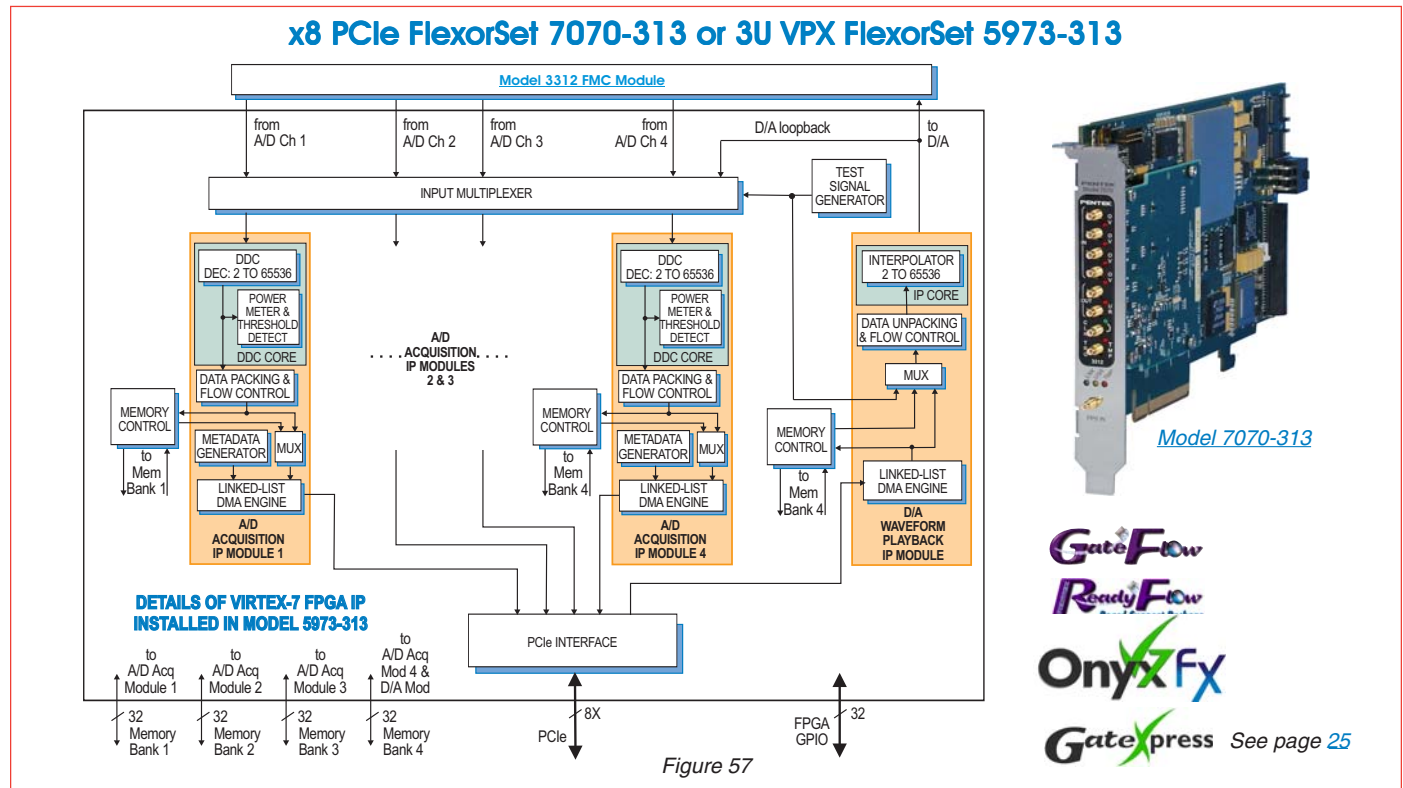 x8 PCIe FlexorSet 7070-313 or 3U VPX FlexorSet 5973-313
Model 3312 FMC Module
from
A/D Ch 1
from
A/D Ch 2
from
A/D Ch 3
from
A/D Ch 4
D/A loopback
to
D/A
INPUT MULTIPLEXER
TEST
SIGNAL
GENERATOR
DDC
DEC: 2 TO 65536
POWER
METER &
THRESHOLD
DETECT
DDC CORE
DATA PACKING &
FLOW CONTROL
MEMORY
CONTROL
METADATA
GENERATOR
MUX
to
Mem
Bank 1
LINKED-LIST
DMA ENGINE
A/D
ACQUISITION
IP MODULE 1
A/D
. . . . ACQUISITION. . . .
IP MODULES
2 & 3
DDC
DEC: 2 TO 65536
POWER
METER &
THRESHOLD
DETECT
DDC CORE
DATA PACKING &
FLOW CONTROL
MEMORY
CONTROL
METADATA
GENERATOR
MUX
to
Mem
Bank 4
LINKED-LIST
DMA ENGINE
A/D
ACQUISITION
IP MODULE 4
INTERPOLATOR
2 TO 65536
IP CORE
DATA UNPACKING
& FLOW CONTROL
MUX
MEMORY
CONTROL
to
Mem
Bank 4
LINKED-LIST
DMA ENGINE
D/A
WAVEFORM
PLAYBACK
IP MODULE
DETAILS OF VIRTEX-7 FPGA IP
INSTALLED IN MODEL 5973-313
PCIe INTERFACE
to
A/D Acq
Module 1
to
A/D Acq
Module 2
to
A/D Acq
Module 3
to
A/D Acq
Mod 4 &
D/A Mod
32
Memory
Bank 1
32
Memory
Bank 2
32
Memory
Bank 3
32
Memory
Bank 4
8X
PCIe
32
FPGA
GPIO
Figure 57
PENTEK
Model 7070
PENTEK
3312
PPS IN
Model 7070-313
GateFlow
ReadyFlow
Onyx7Fx
GateXpress
See page 25